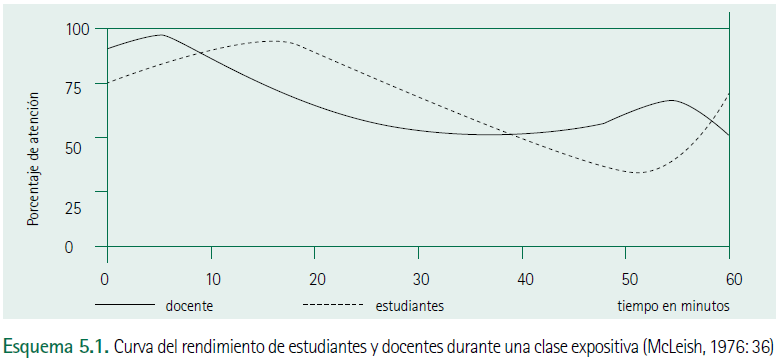 100
75
50
25
0
Porcentaje de atención
0 10 20 30 40 50 60
docente estudiantes tiempo en minutos
Esquema 5.1. Curva del rendimiento de estudiantes y docentes durante una clase expositiva (McLeish, 1976:36)